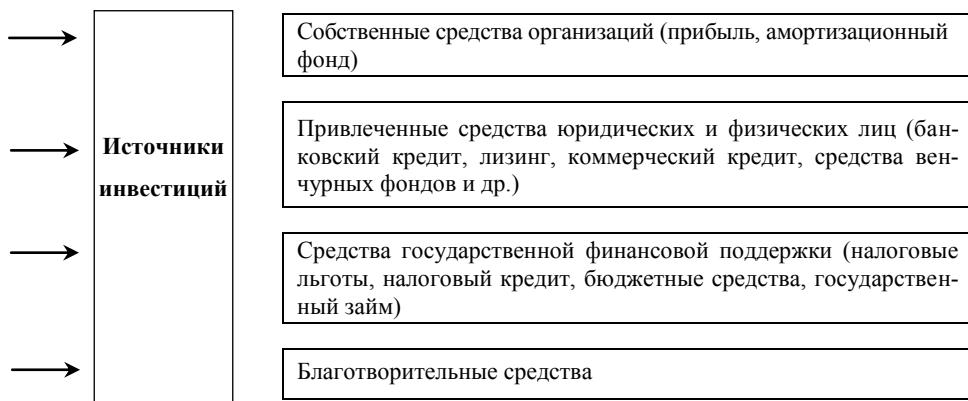 Источники
инвестиций
Собственные средства организаций (прибыль, амортизационный
фонд)
Привлеченные средства юридических и физических лиц (бан-
ковский кредит, лизинг, коммерческий кредит, средства вен-
чурных фондов и др.)
Средства государственной финансовой поддержки (налоговые
льготы, налоговый кредит, бюджетные средства, государствен-
ный займ)
Благотворительные средства